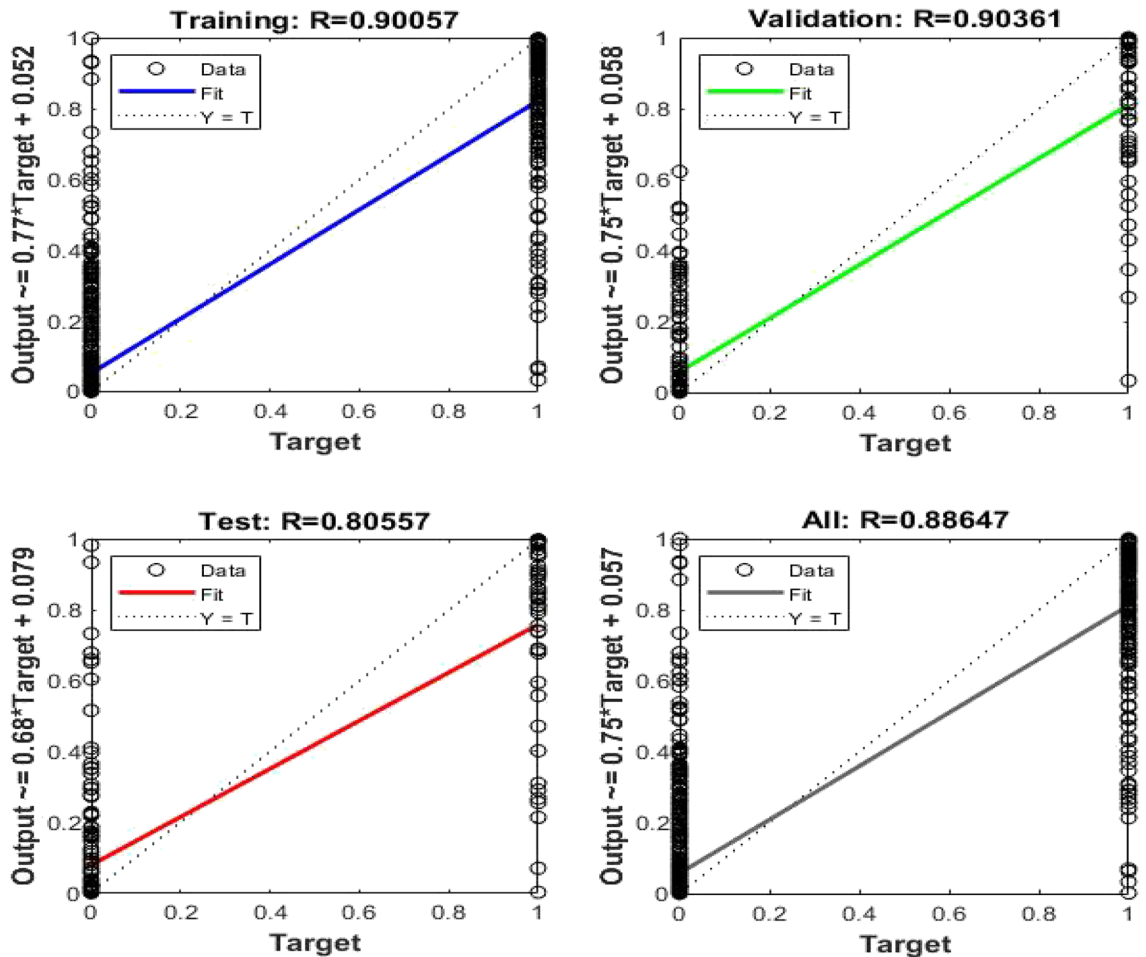 Training: R=0.90057
Output ~= 0.77*Target + 0.052
Data
Fit
Y = T
1
0.8
0.6
0.4
0.2
0
0 0.2 0.4 0.6 0.8 1
Target
Validation: R=0.90361
Output ~= 0.75*Target + 0.058
Data
Fit
Y = T
1
0.8
0.6
0.4
0.2
0
0 0.2 0.4 0.6 0.8 1
Target
Test: R=0.80557
Output ~= 0.68*Target + 0.079
Data
Fit
Y = T
1
0.8
0.6
0.4
0.2
0
0 0.2 0.4 0.6 0.8 1
Target
All: R=0.88647
Output ~= 0.75*Target + 0.057
Data
Fit
Y = T
1
0.8
0.6
0.4
0.2
0
0 0.2 0.4 0.6 0.8 1
Target